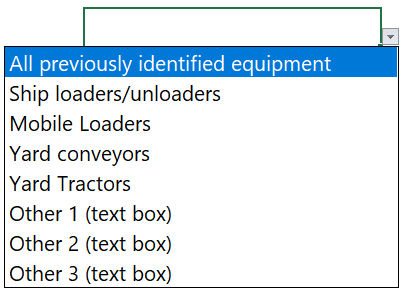 All previously identified equipment
Ship loaders/unloaders
Mobile Loaders
Yard conveyors
Yard Tractors
Other 1 (text box)
Other 2 (text box)
Other 3 (text box)